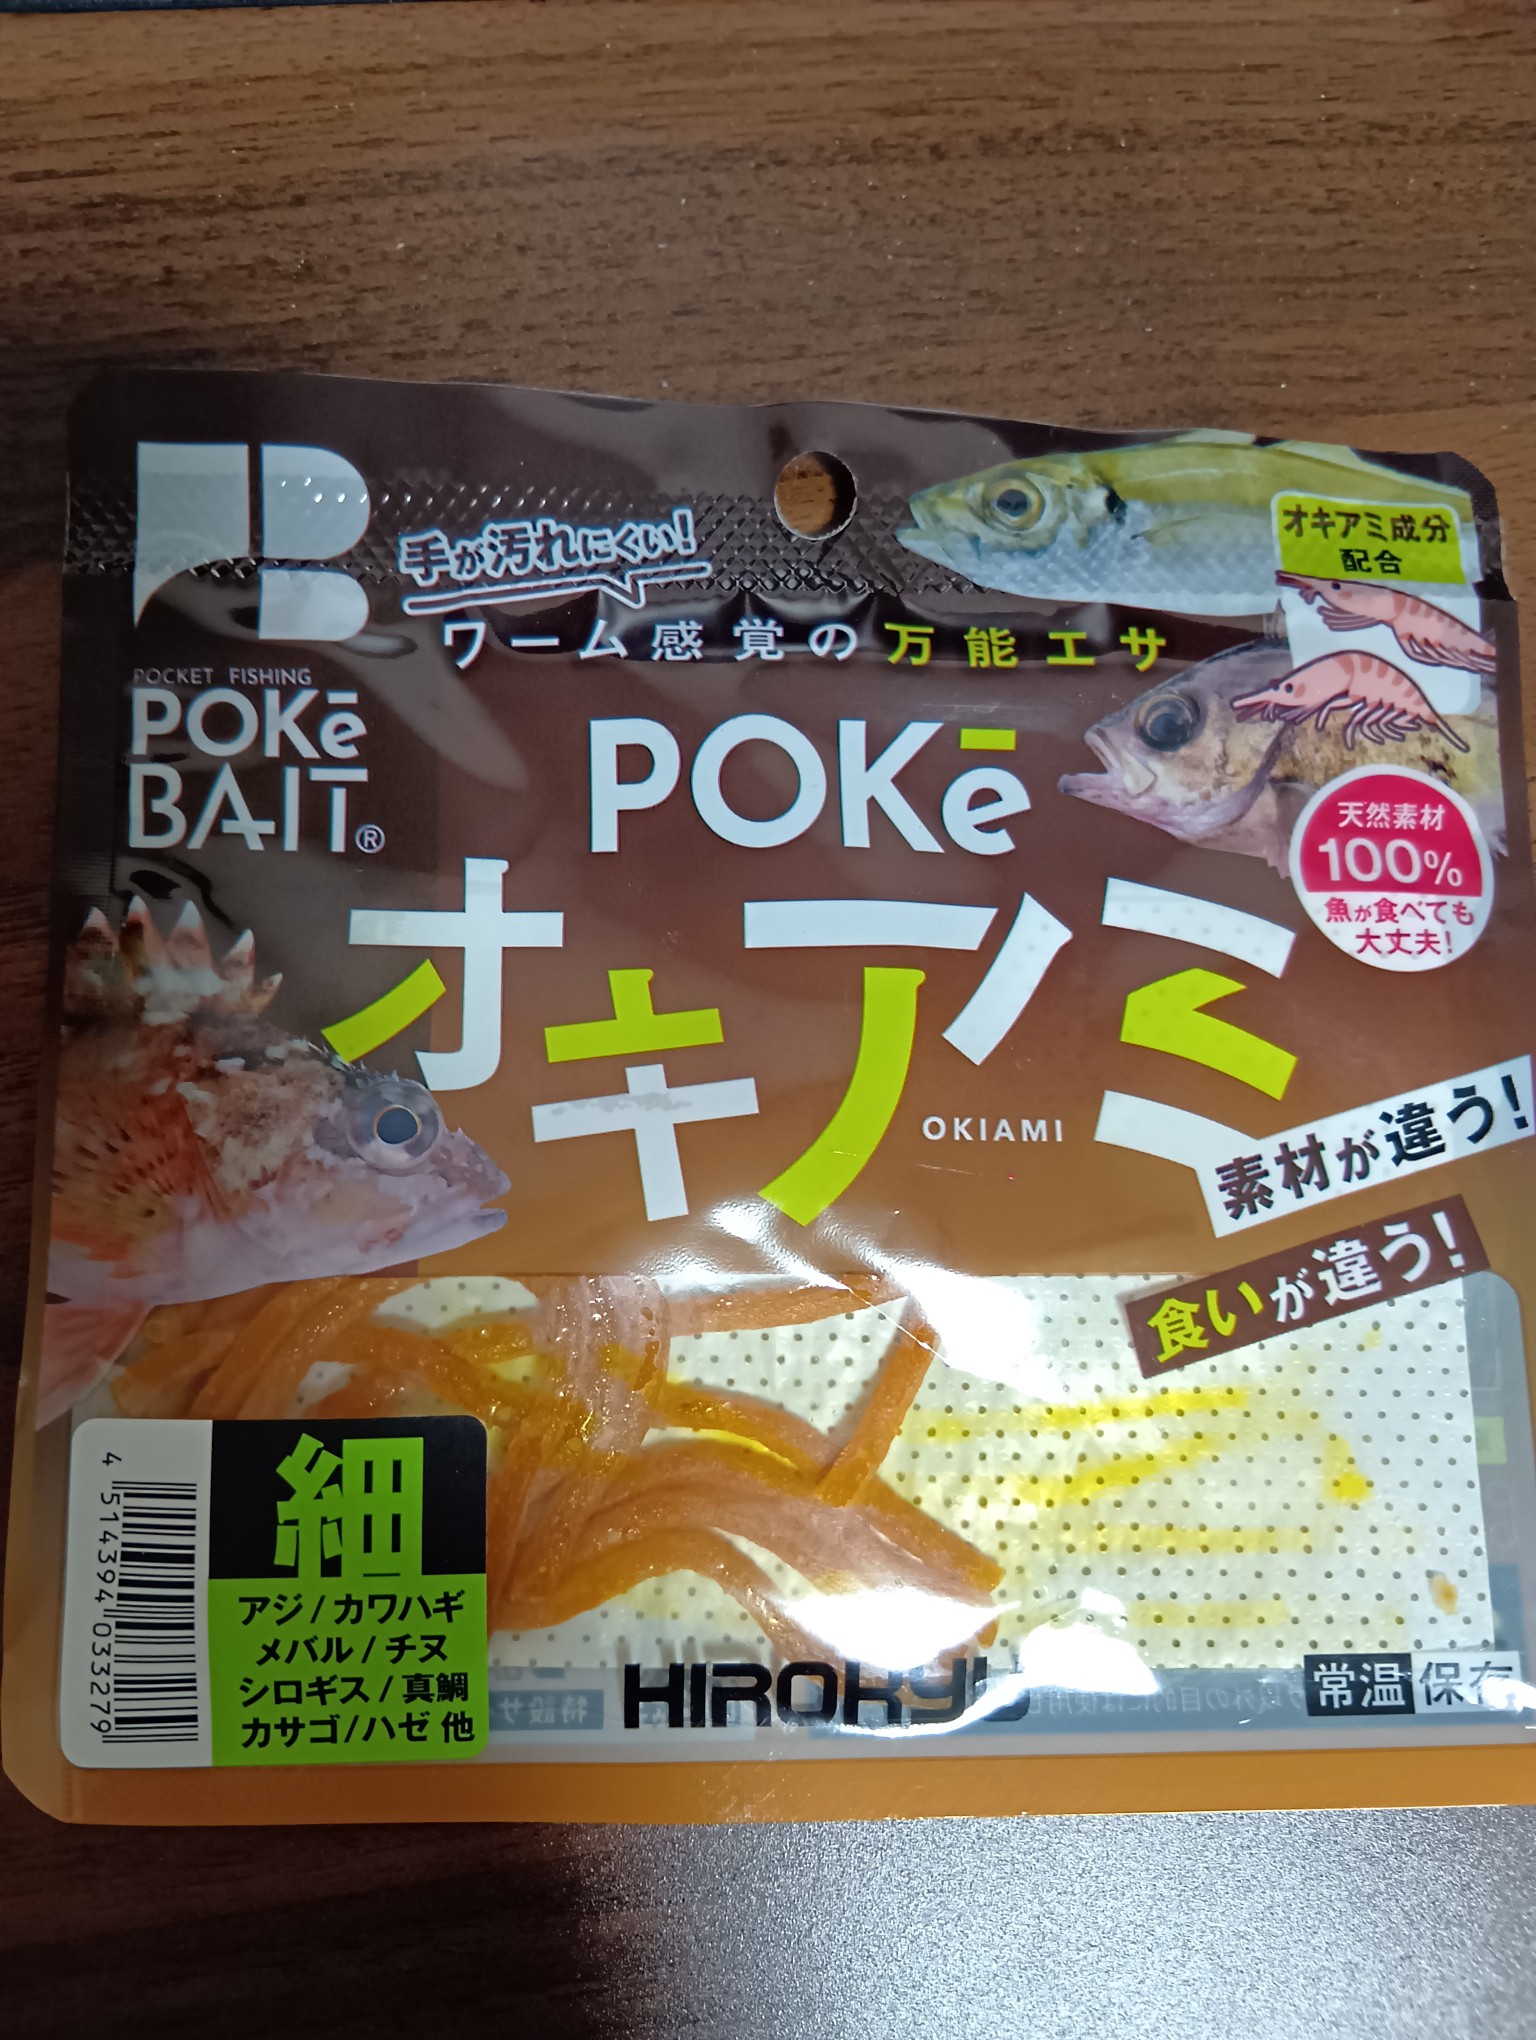 手が汚れにくい！
ワーム感覚の万能エサ
オキアミ成分
配合
POCKET FISHING
POKē
BAIT®
POKē
オキアミ
OKIAMI
天然素材
100%
魚が食べても
大丈夫！
素材が違う！
食いが違う！
細
アジ/カワハギ
メバル/チヌ
シロギス/真鯛
カサゴ/ハゼ 他
4 514394 033279
HIROKYU
常温保存